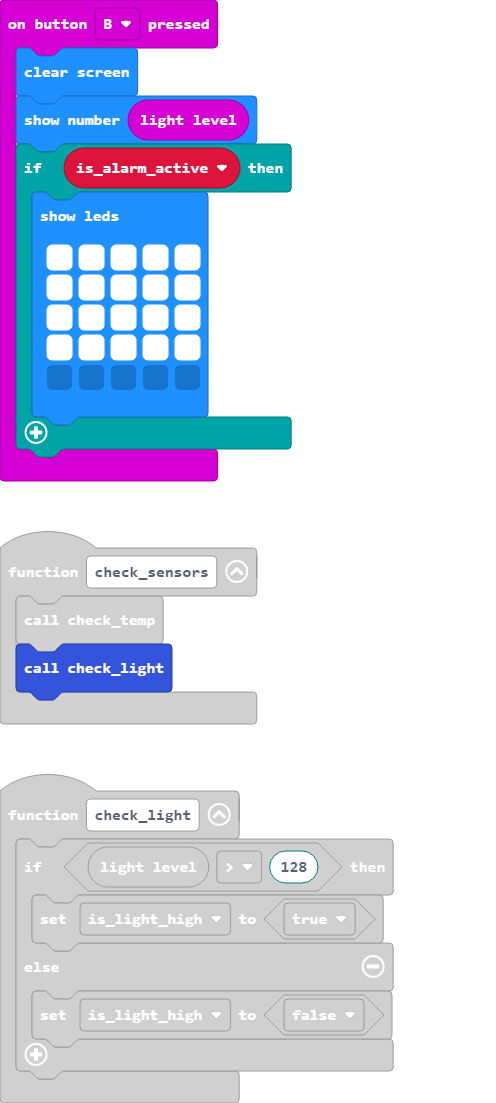 on button B pressed
clear screen
show number light level
if is_alarm_active then
show leds
function check_sensors
call check_temp
call check_light
function check_light
if light level > 128 then
set is_light_high to true
else
set is_light_high to false